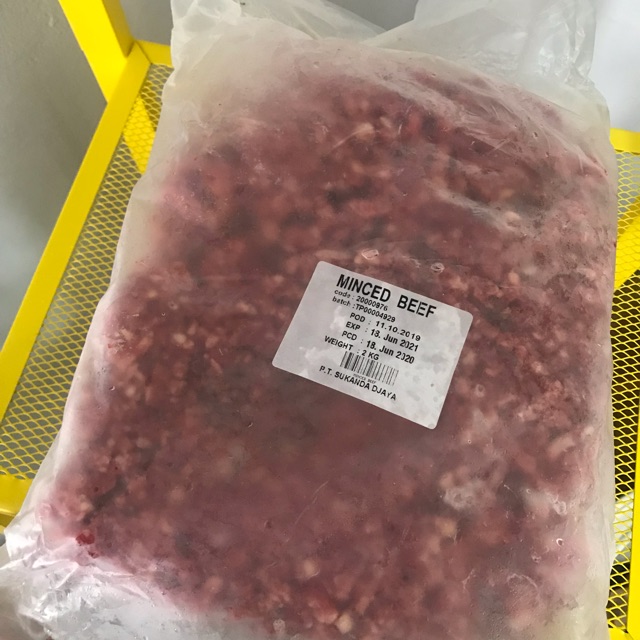 MINCED BEEF
code : 20000876
batch : TP00004929
POD : 11.10.2019
EXP : 18. Jun 2021
PCD : 18. Jun 2020
WEIGHT : 2 KG
P.T. SUKANDA DJAYA